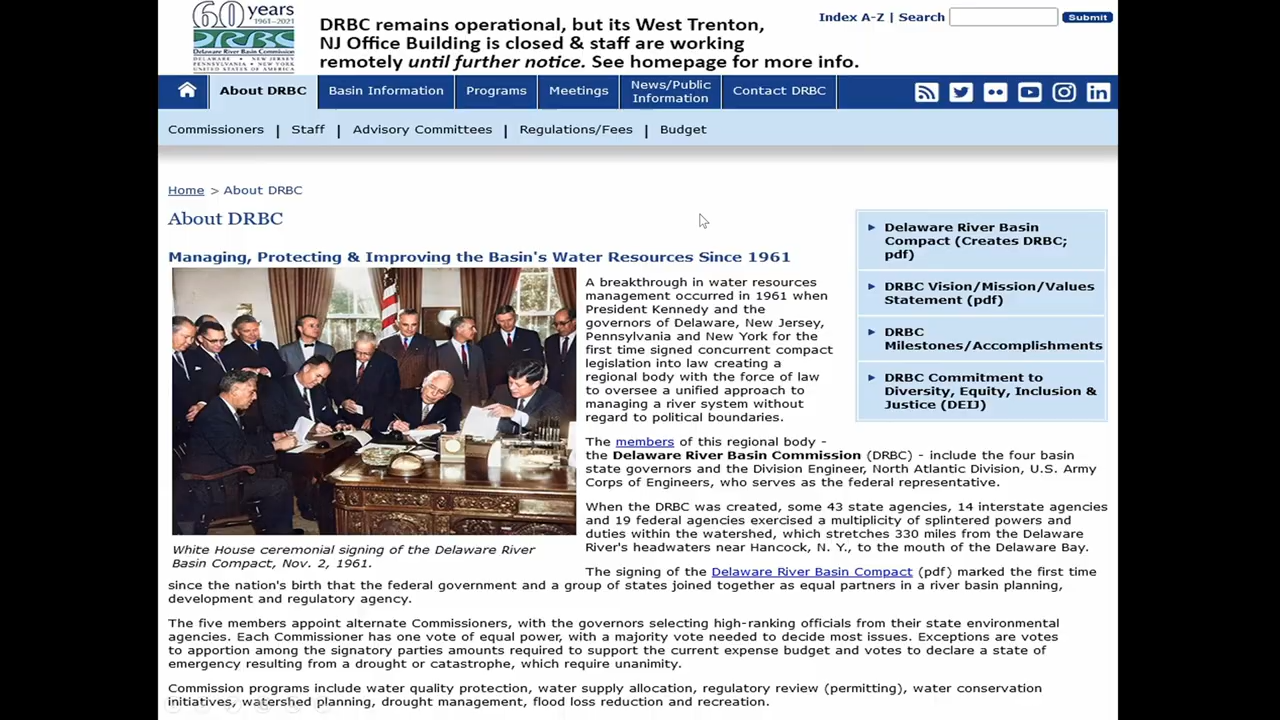 60 years
1961-2021
DRBC
Delaware River Basin Commission
DELAWARE • NEW JERSEY
PENNSYLVANIA • NEW YORK
UNITED STATES OF AMERICA
DRBC remains operational, but its West Trenton,
NJ Office Building is closed & staff are working
remotely until further notice. See homepage for more info.
Index A-Z | Search
Submit
About DRBC
Basin Information
Programs
Meetings
News/Public
Information
Contact DRBC
in
Commissioners | Staff | Advisory Committees | Regulations/Fees | Budget
Home > About DRBC
About DRBC
Managing, Protecting & Improving the Basin's Water Resources Since 1961
A breakthrough in water resources
management occurred in 1961 when
President Kennedy and the
governors of Delaware, New Jersey,
Pennsylvania and New York for the
first time signed concurrent compact
legislation into law creating a
regional body with the force of law
to oversee a unified approach to
managing a river system without
regard to political boundaries.
Delaware River Basin
Compact (Creates DRBC;
pdf)
DRBC Vision/Mission/Values
Statement (pdf)
DRBC
Milestones/Accomplishments
DRBC Commitment to
Diversity, Equity, Inclusion &
Justice (DEIJ)
The members of this regional body -
the Delaware River Basin Commission (DRBC) - include the four basin
state governors and the Division Engineer, North Atlantic Division, U.S. Army
Corps of Engineers, who serves as the federal representative.
When the DRBC was created, some 43 state agencies, 14 interstate agencies
and 19 federal agencies exercised a multiplicity of splintered powers and
duties within the watershed, which stretches 330 miles from the Delaware
River's headwaters near Hancock, N. Y., to the mouth of the Delaware Bay.
White House ceremonial signing of the Delaware River
Basin Compact, Nov. 2, 1961.
The signing of the Delaware River Basin Compact (pdf) marked the first time
since the nation's birth that the federal government and a group of states joined together as equal partners in a river basin planning,
development and regulatory agency.
The five members appoint alternate Commissioners, with the governors selecting high-ranking officials from their state environmental
agencies. Each Commissioner has one vote of equal power, with a majority vote needed to decide most issues. Exceptions are votes
to apportion among the signatory parties amounts required to support the current expense budget and votes to declare a state of
emergency resulting from a drought or catastrophe, which require unanimity.
Commission programs include water quality protection, water supply allocation, regulatory review (permitting), water conservation
initiatives, watershed planning, drought management, flood loss reduction and recreation.